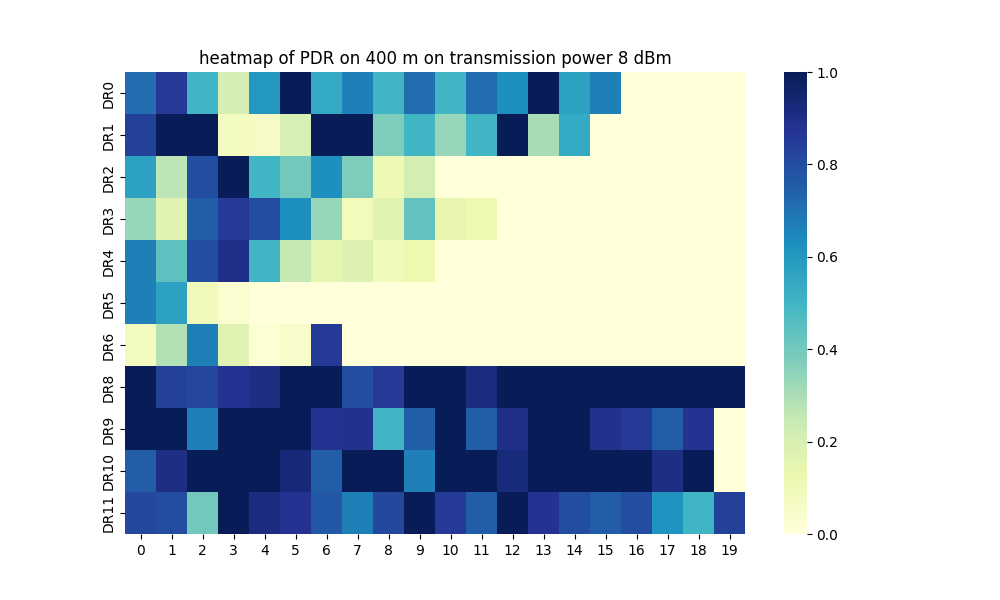 heatmap of PDR on 400 m on transmission power 8 dBm
DR0
DR1
DR2
DR3
DR4
DR5
DR6
DR8
DR9
DR10
DR11
0 1 2 3 4 5 6 7 8 9 10 11 12 13 14 15 16 17 18 19
1.0
0.8
0.6
0.4
0.2
0.0